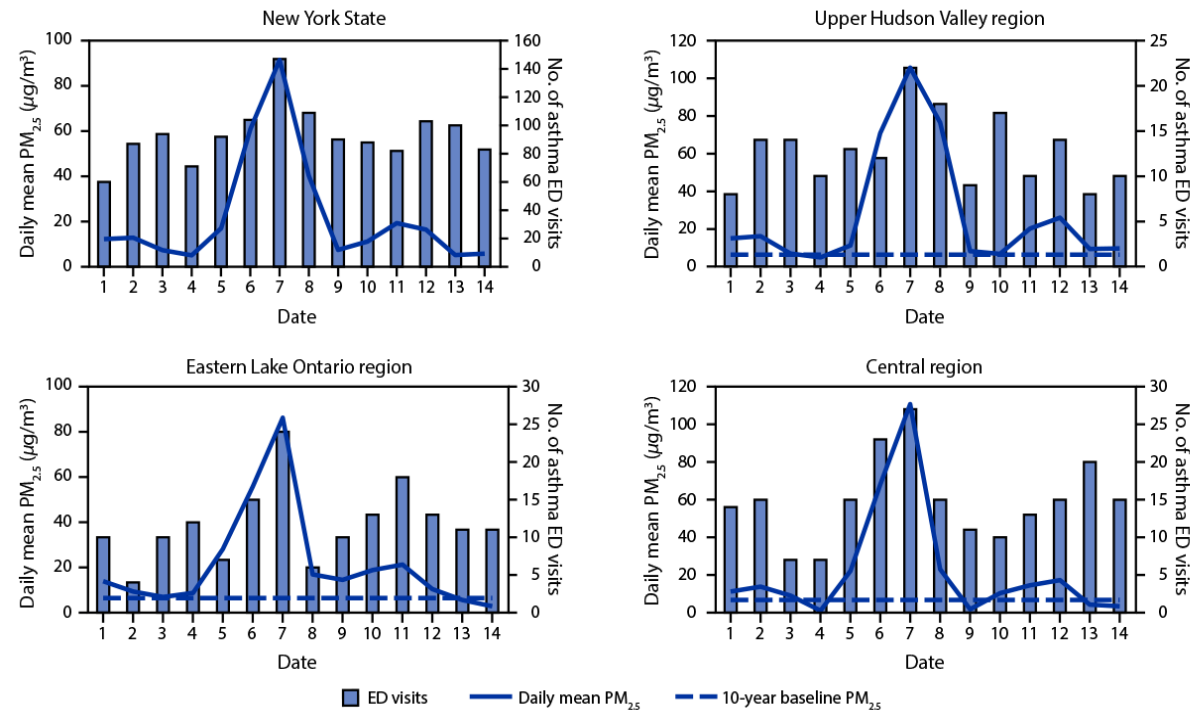 New York State
Daily mean PM2.5 (µg/m³)
100
80
60
40
20
0
160
140
120
100
80
60
40
20
0
No. of asthma ED visits
1 2 3 4 5 6 7 8 9 10 11 12 13 14
Date
Upper Hudson Valley region
Daily mean PM2.5 (µg/m³)
120
100
80
60
40
20
0
25
20
15
10
5
0
No. of asthma ED visits
1 2 3 4 5 6 7 8 9 10 11 12 13 14
Date
Eastern Lake Ontario region
Daily mean PM2.5 (µg/m³)
100
80
60
40
20
0
30
25
20
15
10
5
0
No. of asthma ED visits
1 2 3 4 5 6 7 8 9 10 11 12 13 14
Date
Central region
Daily mean PM2.5 (µg/m³)
120
100
80
60
40
20
0
30
25
20
15
10
5
0
No. of asthma ED visits
1 2 3 4 5 6 7 8 9 10 11 12 13 14
Date
ED visits Daily mean PM2.5 10-year baseline PM2.5